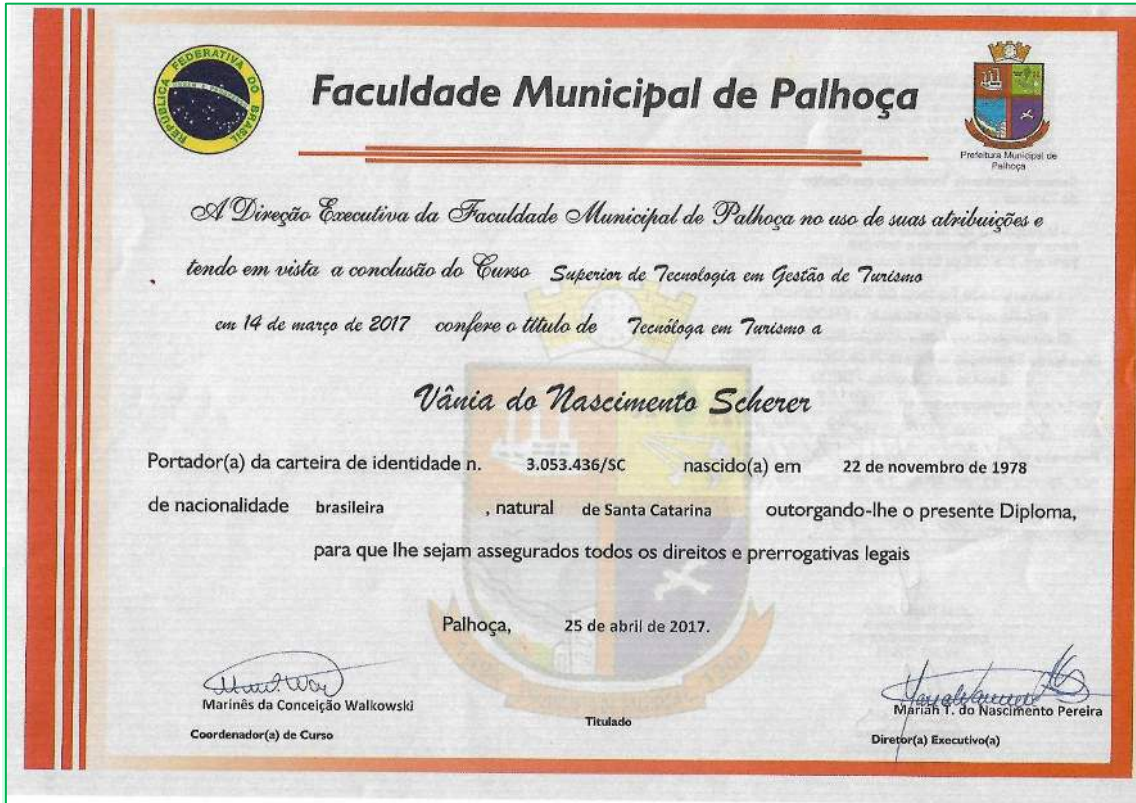 REPÚBLICA FEDERATIVA DO BRASIL
Faculdade Municipal de Palhoça
Prefeitura Municipal de
Palhoça
A Direção Executiva da Faculdade Municipal de Palhoça no uso de suas atribuições e
tendo em vista a conclusão do Curso Superior de Tecnologia em Gestão de Turismo
em 14 de março de 2017 confere o título de Tecnóloga em Turismo a
Vânia do Nascimento Scherer
Portador(a) da carteira de identidade n. 3.053.436/SC nascido(a) em 22 de novembro de 1978
de nacionalidade brasileira , natural de Santa Catarina outorgando-lhe o presente Diploma,
para que lhe sejam assegurados todos os direitos e prerrogativas legais
Palhoça, 25 de abril de 2017.
Marinês da Conceição Walkowski
Coordenador(a) de Curso
Titulado
Mariah T. do Nascimento Pereira
Diretor(a) Executivo(a)